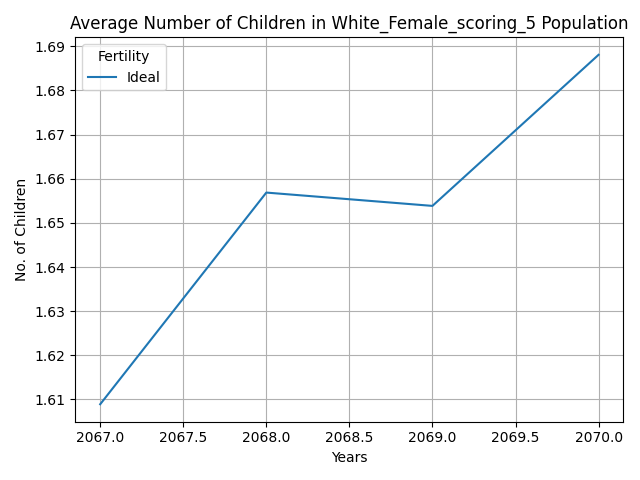 Average Number of Children in White_Female_scoring_5 Population
Fertility
Ideal
No. of Children
1.69
1.68
1.67
1.66
1.65
1.64
1.63
1.62
1.61
2067.0 2067.5 2068.0 2068.5 2069.0 2069.5 2070.0
Years